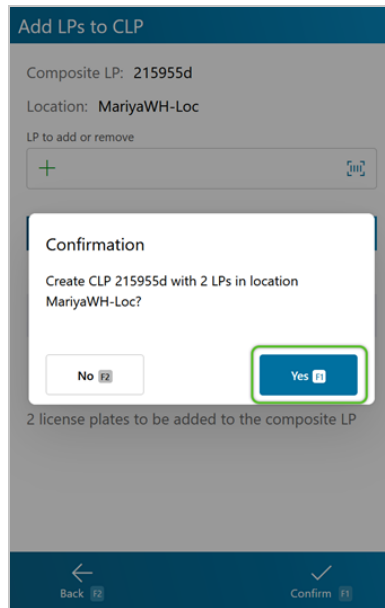 Add LPs to CLP
Composite LP: 215955d
Location: MariyaWH-Loc
LP to add or remove
Confirmation
Create CLP 215955d with 2 LPs in location
MariyaWH-Loc?
No F2
Yes F1
2 license plates to be added to the composite LP
Back F2
Confirm F1